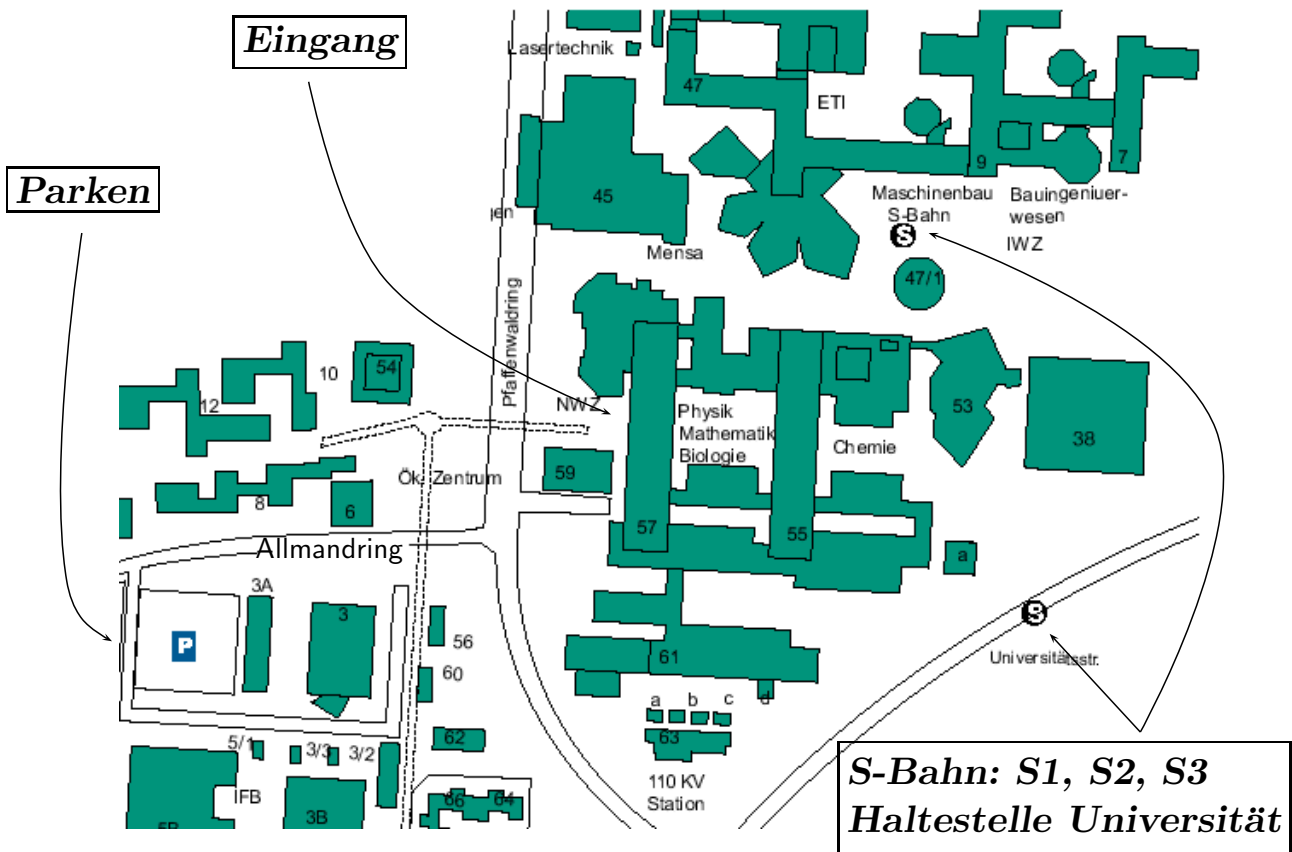 Eingang
Lasertechnik
47
ETI
9
7
Parken
45
Maschinenbau
S-Bahn
S
Bauingeniuer-
wesen
IWZ
Mensa
47/1
Pfaffenwaldring
10
54
12
NWZ
Physik
Mathematik
Biologie
Chemie
53
38
Ök. Zentrum
59
8
6
57
55
a
Allmandring
3A
3
P
56
60
61
S
Universitätsstr.
a b c d
62
63
5/1
3/3
3/2
IFB
3B
5B
66
64
110 KV
Station
S-Bahn: S1, S2, S3
Haltestelle Universität